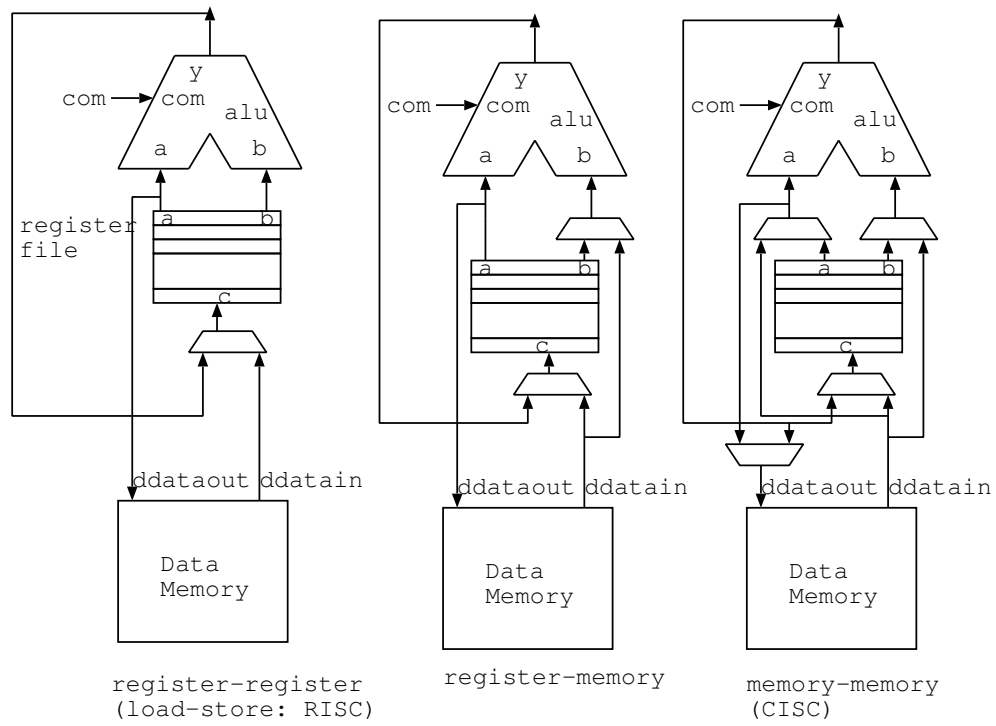 y
com
com
alu
a
b
a
b
register
file
c
ddataout
ddatain
Data
Memory
register-register
(load-store: RISC)
y
com
com
alu
a
b
a
b
c
ddataout
ddatain
Data
Memory
register-memory
y
com
com
alu
a
b
a
b
c
ddataout
ddatain
Data
Memory
memory-memory
(CISC)